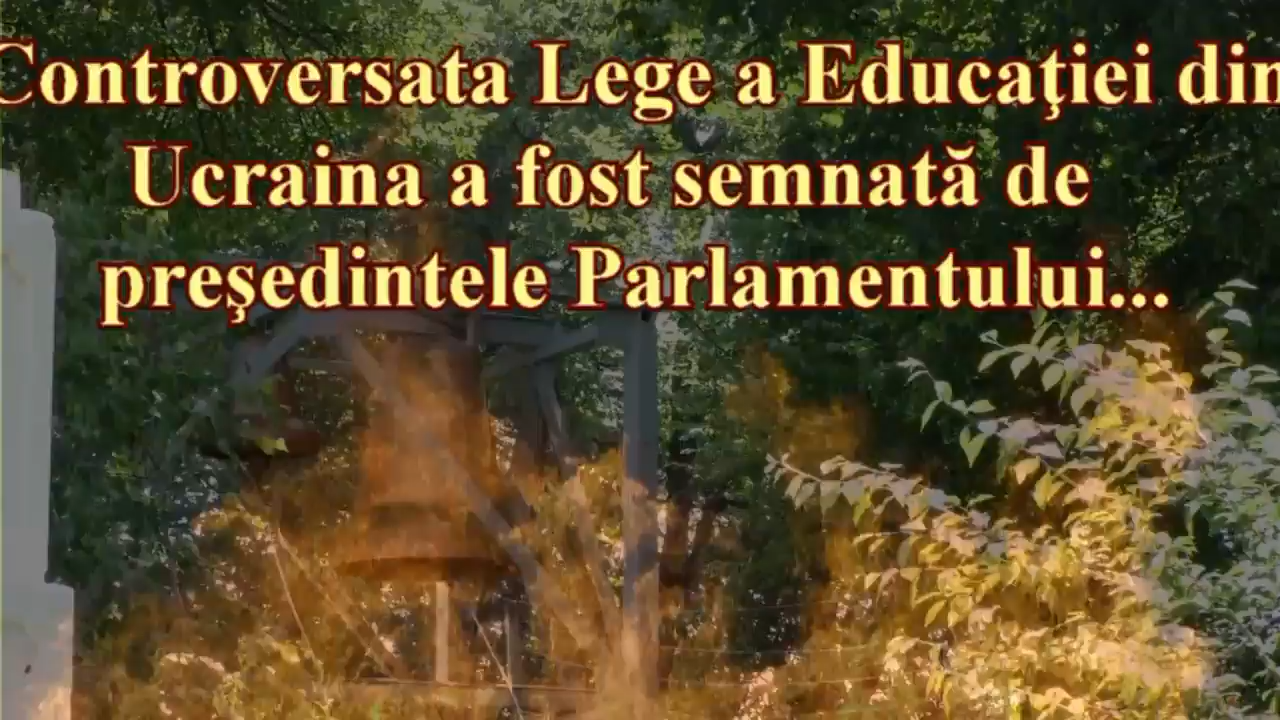 Controversata Lege a Educaţiei din
Ucraina a fost semnată de
preşedintele Parlamentului...